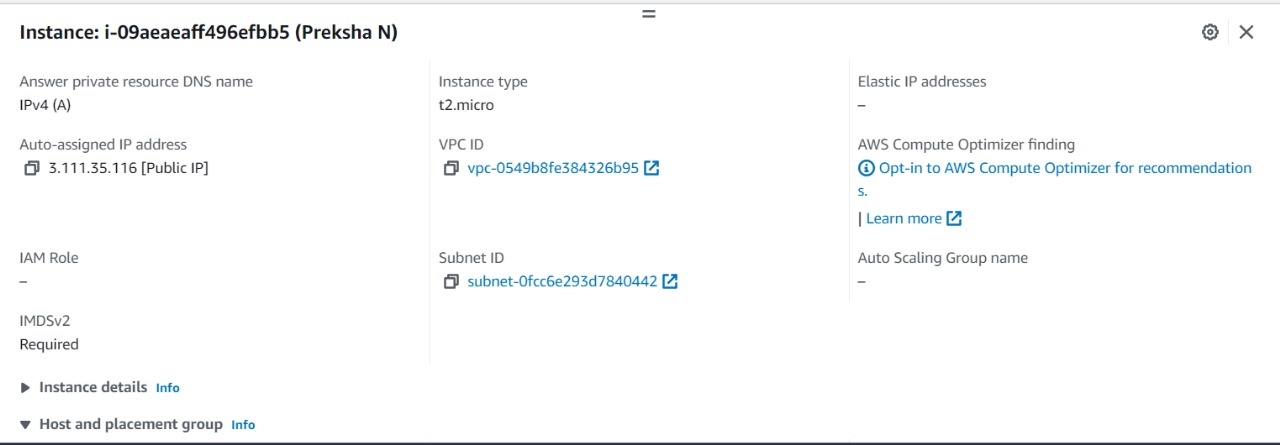 Instance: i-09aeaeaff496efbb5 (Preksha N)
Answer private resource DNS name
IPv4 (A)
Instance type
t2.micro
Elastic IP addresses
–
Auto-assigned IP address
3.111.35.116 [Public IP]
VPC ID
vpc-0549b8fe384326b95
AWS Compute Optimizer finding
Opt-in to AWS Compute Optimizer for recommendation
s.
| Learn more
IAM Role
–
Subnet ID
subnet-0fcc6e293d7840442
Auto Scaling Group name
–
IMDSv2
Required
Instance details Info
Host and placement group Info